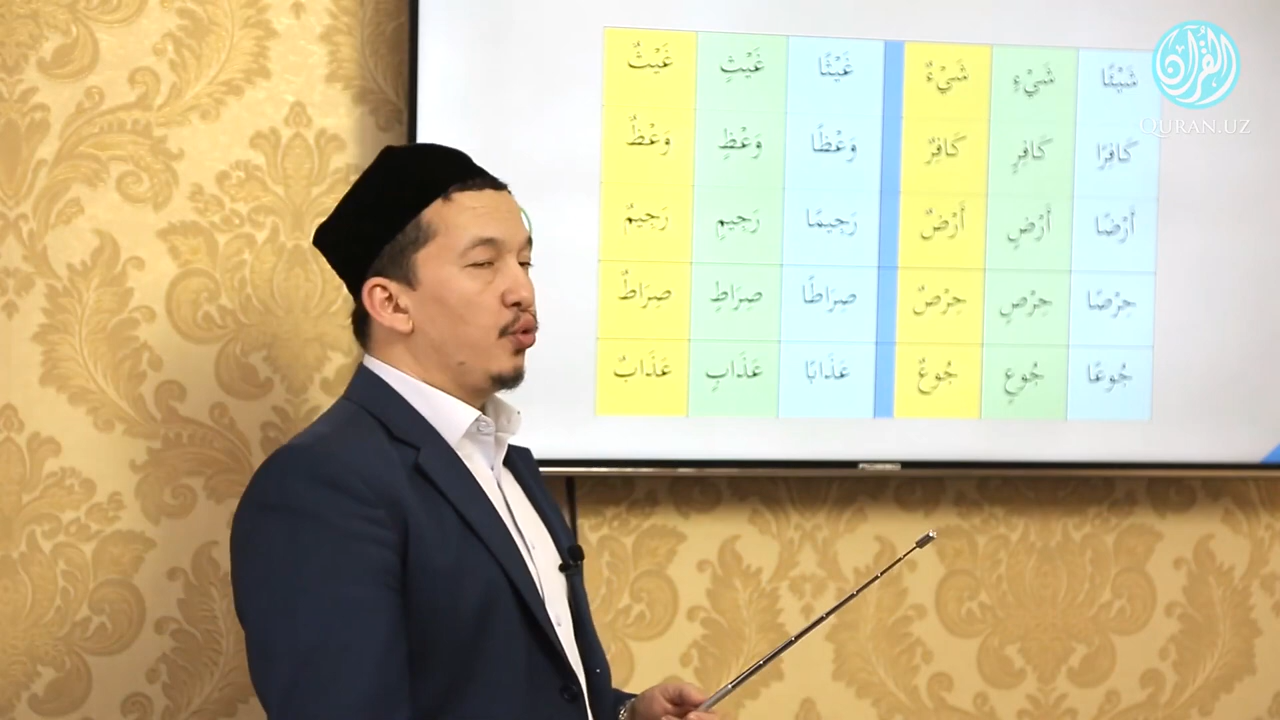 شَيْئًا شَيْءٍ شَيْءٌ غَيْثًا غَيْثٍ غَيْثٌ
كَافِرًا كَافِرٍ كَافِرٌ وَعْظًا وَعْظٍ وَعْظٌ
أَرْضًا أَرْضٍ أَرْضٌ رَجِيمًا رَجِيمٍ رَجِيمٌ
حِرْصًا حِرْصٍ حِرْصٌ صِرَاطًا صِرَاطٍ صِرَاطٌ
جُوعًا جُوعٍ جُوعٌ عَذَابًا عَذَابٍ عَذَابٌ
القرآن
QURAN.UZ